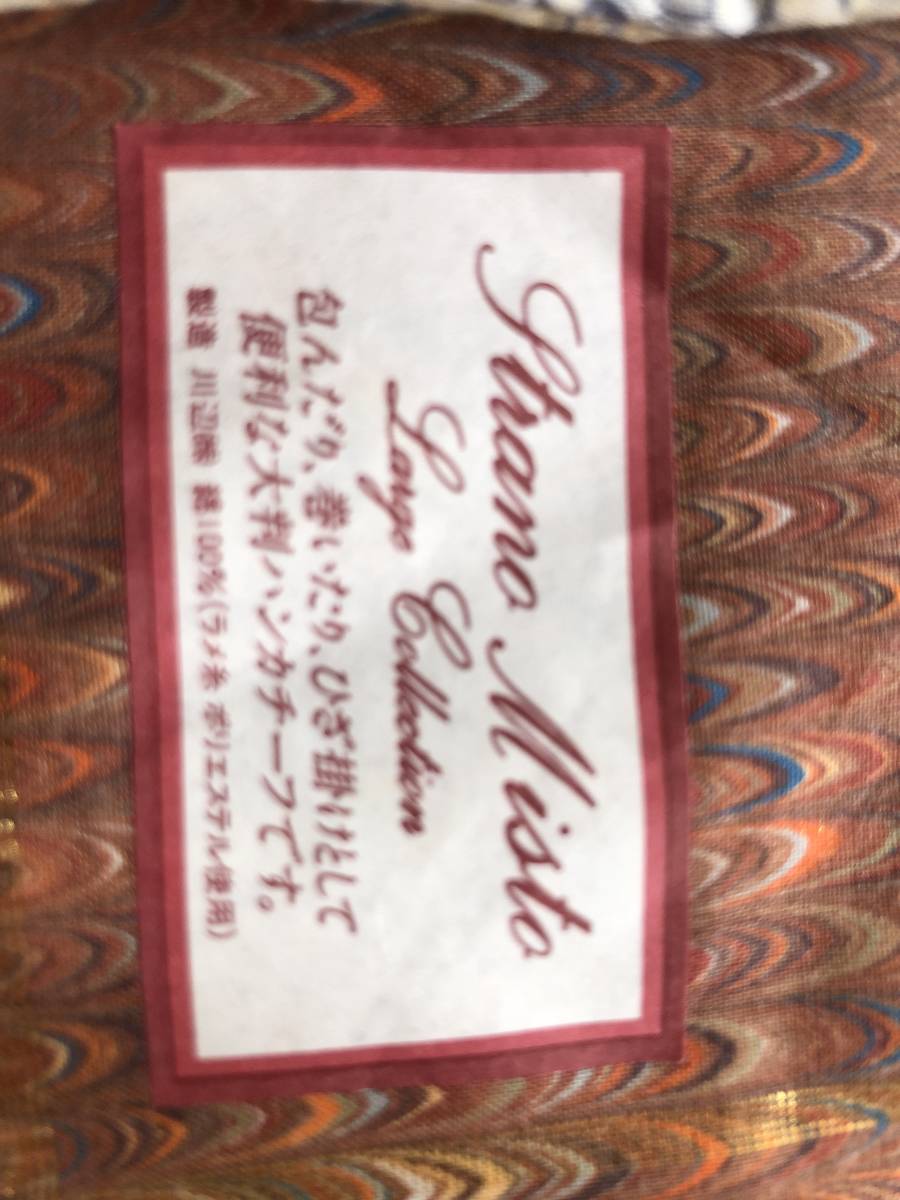 Strano Misto
Large Collection
包んだり、巻いたり、ひざ掛けとして
便利な大判ハンカチーフです。
製造 川辺㈱ 綿100%(ラメ糸 ポリエステル使用)